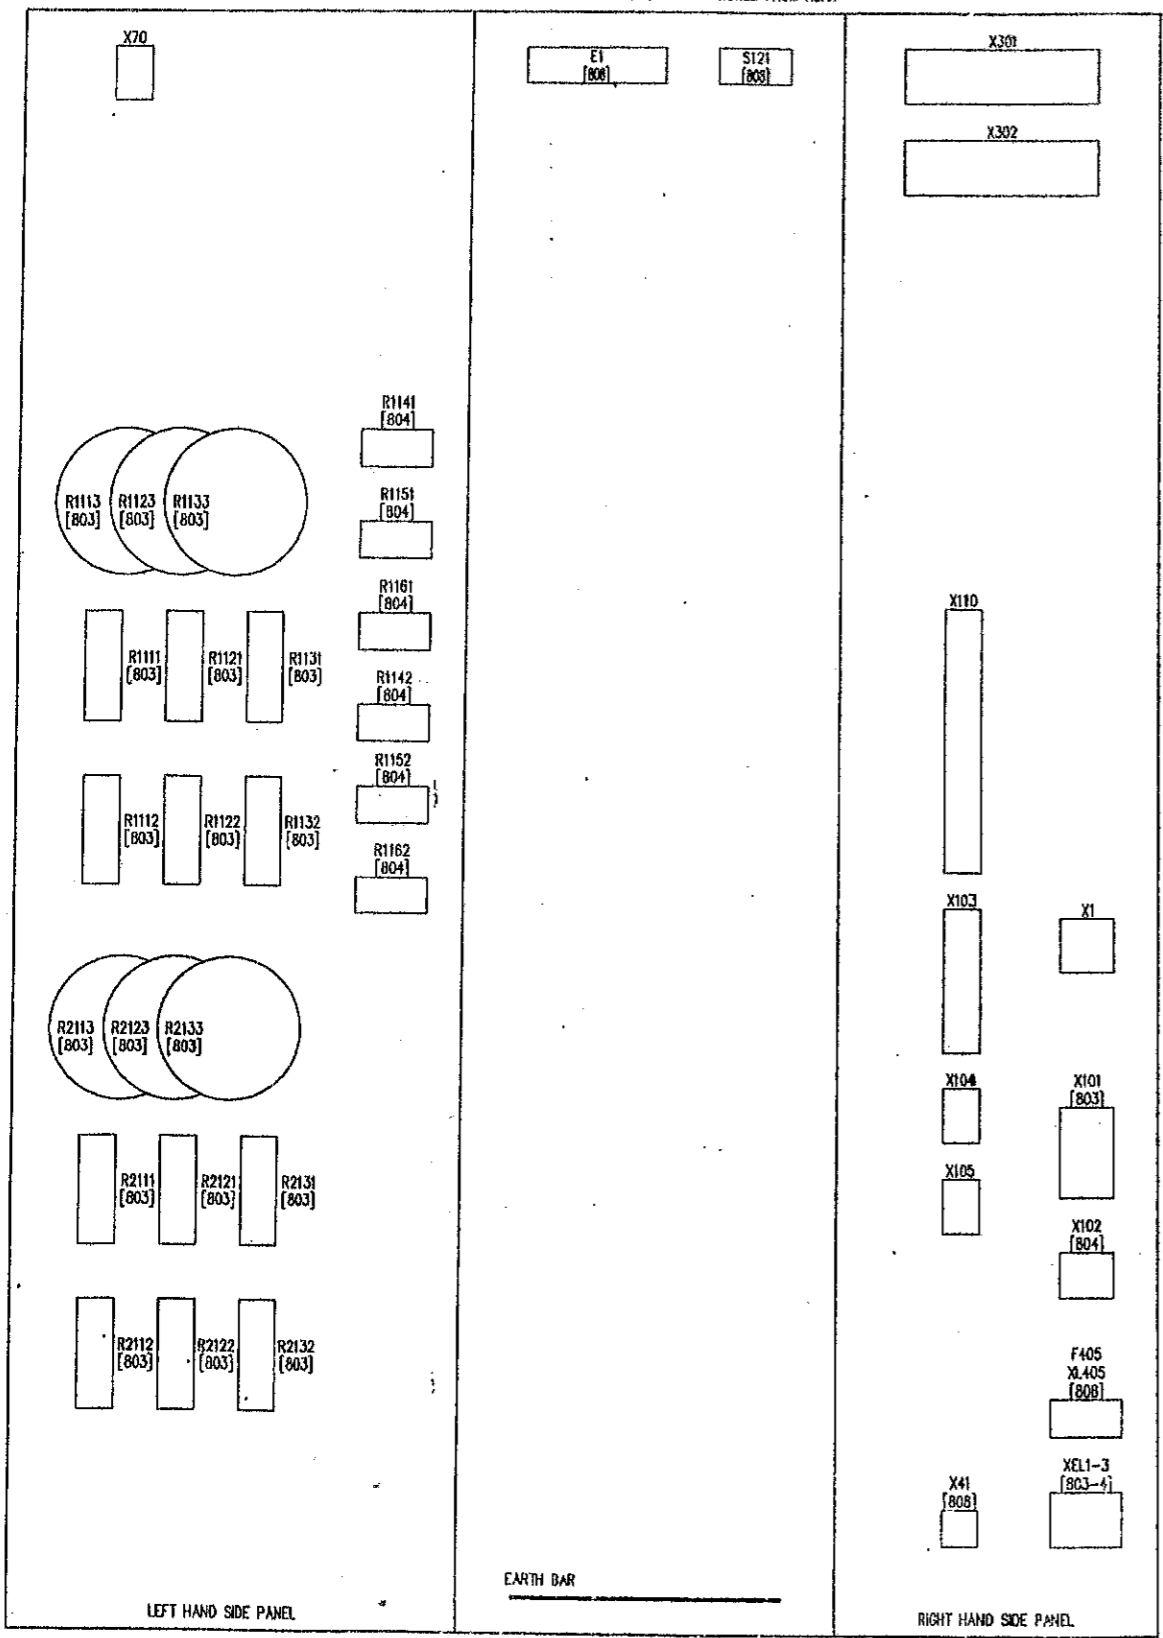 X70
E1
[808]
S121
[808]
X301
X302
R1141
[804]
R1113
[803]
R1123
[803]
R1133
[803]
R1151
[804]
R1161
[804]
X110
R1111
[803]
R1121
[803]
R1131
[803]
R1142
[804]
R1152
[804]
R1112
[803]
R1122
[803]
R1132
[803]
R1162
[804]
X103
X1
R2113
[803]
R2123
[803]
R2133
[803]
X104
X101
[803]
X105
R2111
[803]
R2121
[803]
R2131
[803]
X102
[804]
R2112
[803]
R2122
[803]
R2132
[803]
F405
XL405
[808]
X41
[808]
XEL1-3
[803-4]
EARTH BAR
LEFT HAND SIDE PANEL
RIGHT HAND SIDE PANEL